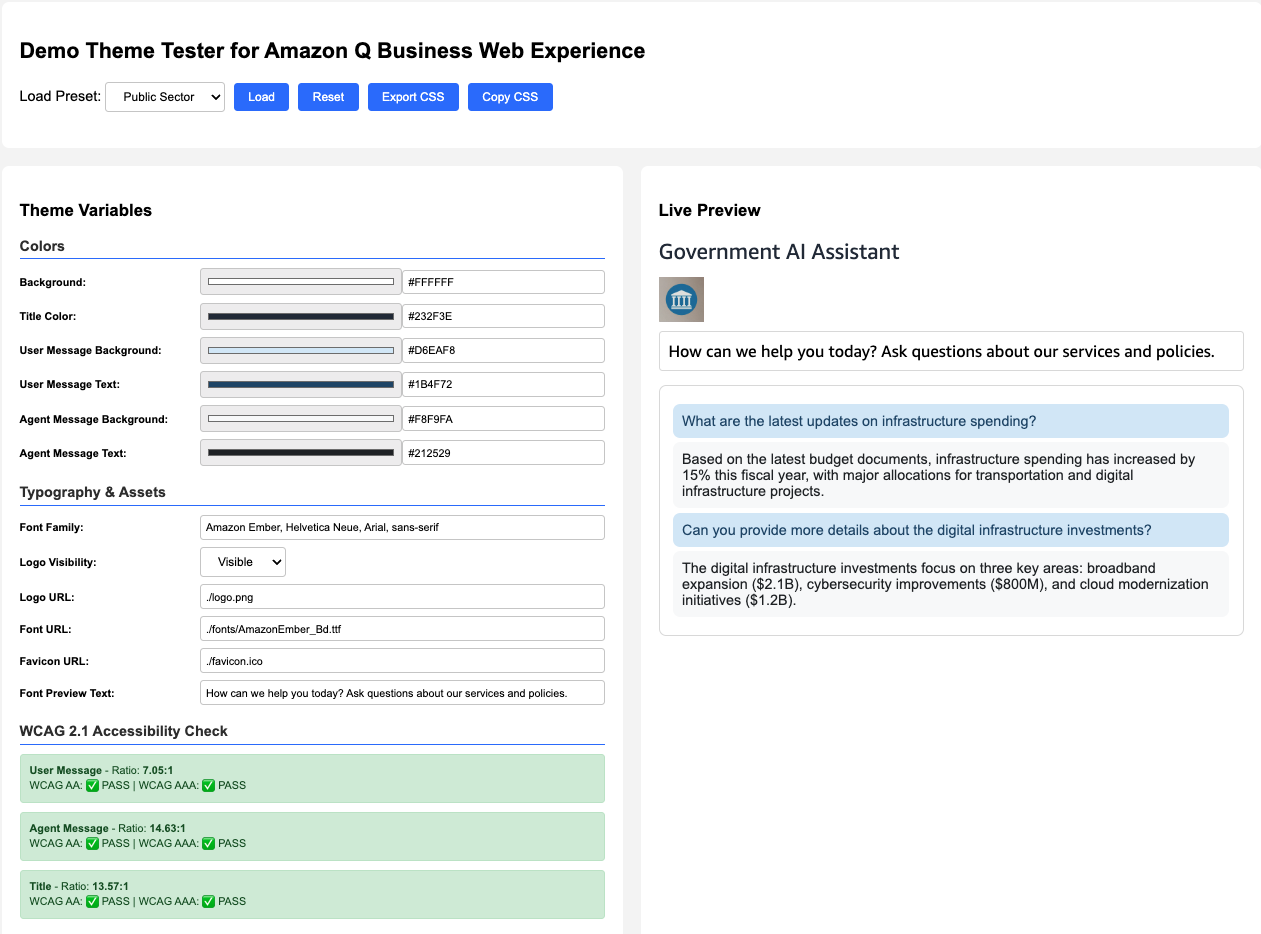 Demo Theme Tester for Amazon Q Business Web Experience
Load Preset: Public Sector Load Reset Export CSS Copy CSS
Theme Variables
Colors
Background: #FFFFFF
Title Color: #232F3E
User Message Background: #D6EAF8
User Message Text: #1B4F72
Agent Message Background: #F8F9FA
Agent Message Text: #212529
Typography & Assets
Font Family: Amazon Ember, Helvetica Neue, Arial, sans-serif
Logo Visibility: Visible
Logo URL: ./logo.png
Font URL: ./fonts/AmazonEmber_Bd.ttf
Favicon URL: ./favicon.ico
Font Preview Text: How can we help you today? Ask questions about our services and policies.
WCAG 2.1 Accessibility Check
User Message - Ratio: 7.05:1
WCAG AA: ✅ PASS | WCAG AAA: ✅ PASS
Agent Message - Ratio: 14.63:1
WCAG AA: ✅ PASS | WCAG AAA: ✅ PASS
Title - Ratio: 13.57:1
WCAG AA: ✅ PASS | WCAG AAA: ✅ PASS
Live Preview
Government AI Assistant
How can we help you today? Ask questions about our services and policies.
What are the latest updates on infrastructure spending?
Based on the latest budget documents, infrastructure spending has increased by
15% this fiscal year, with major allocations for transportation and digital
infrastructure projects.
Can you provide more details about the digital infrastructure investments?
The digital infrastructure investments focus on three key areas: broadband
expansion ($2.1B), cybersecurity improvements ($800M), and cloud modernization
initiatives ($1.2B).